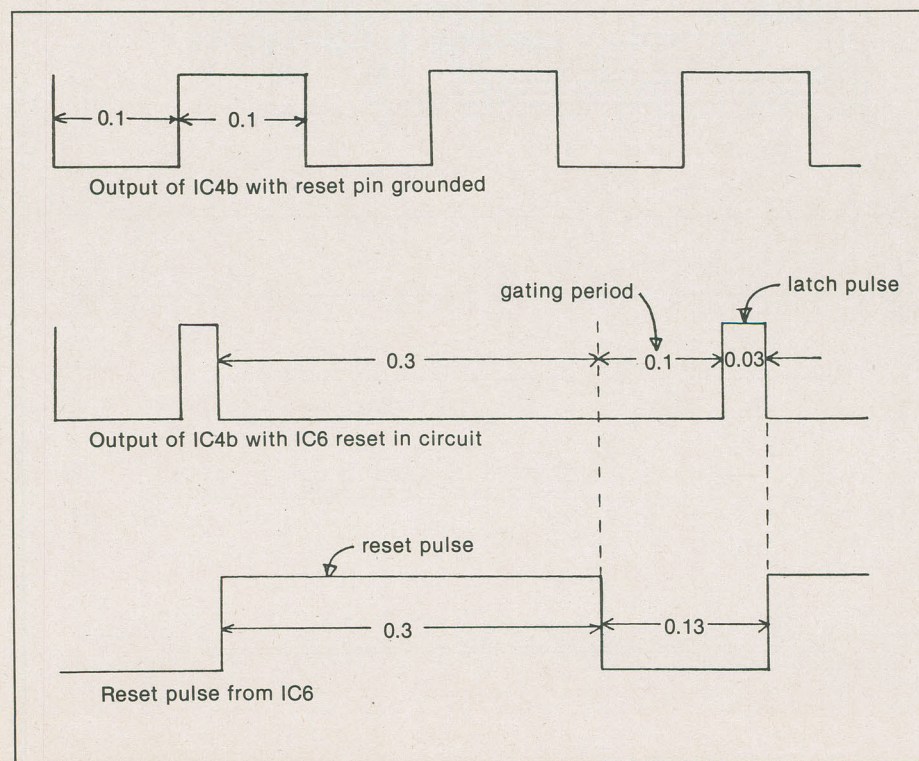 0.1 0.1
Output of IC4b with reset pin grounded
gating period
latch pulse
0.3 0.1 0.03
Output of IC4b with IC6 reset in circuit
reset pulse
0.3 0.13
Reset pulse from IC6